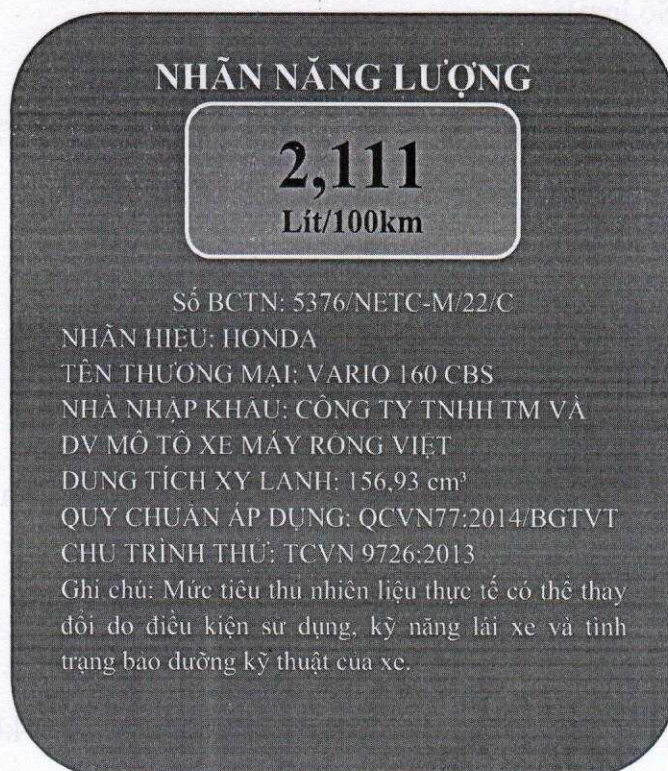 NHÃN NĂNG LƯỢNG
2,111
Lít/100km
Số BCTN: 5376/NETC-M/22/C
NHÃN HIỆU: HONDA
TÊN THƯƠNG MẠI: VARIO 160 CBS
NHÀ NHẬP KHẨU: CÔNG TY TNHH TM VÀ
DV MÔ TÔ XE MÁY RỒNG VIỆT
DUNG TÍCH XY LANH: 156,93 cm³
QUY CHUẨN ÁP DỤNG: QCVN77:2014/BGTVT
CHU TRÌNH THỬ: TCVN 9726:2013
Ghi chú: Mức tiêu thụ nhiên liệu thực tế có thể thay
đổi do điều kiện sử dụng, kỹ năng lái xe và tình
trạng bảo dưỡng kỹ thuật của xe.